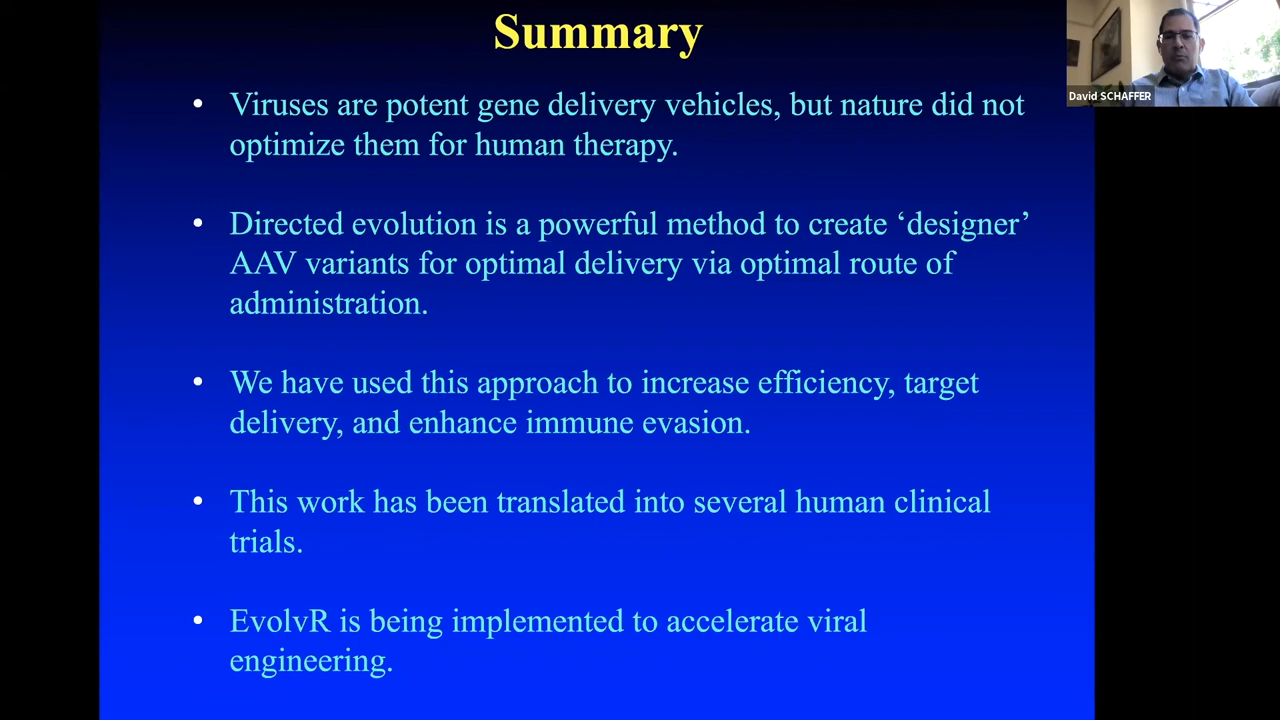 Summary
• Viruses are potent gene delivery vehicles, but nature did not
optimize them for human therapy.
• Directed evolution is a powerful method to create ‘designer’
AAV variants for optimal delivery via optimal route of
administration.
• We have used this approach to increase efficiency, target
delivery, and enhance immune evasion.
• This work has been translated into several human clinical
trials.
• EvolvR is being implemented to accelerate viral
engineering.
David SCHAFFER